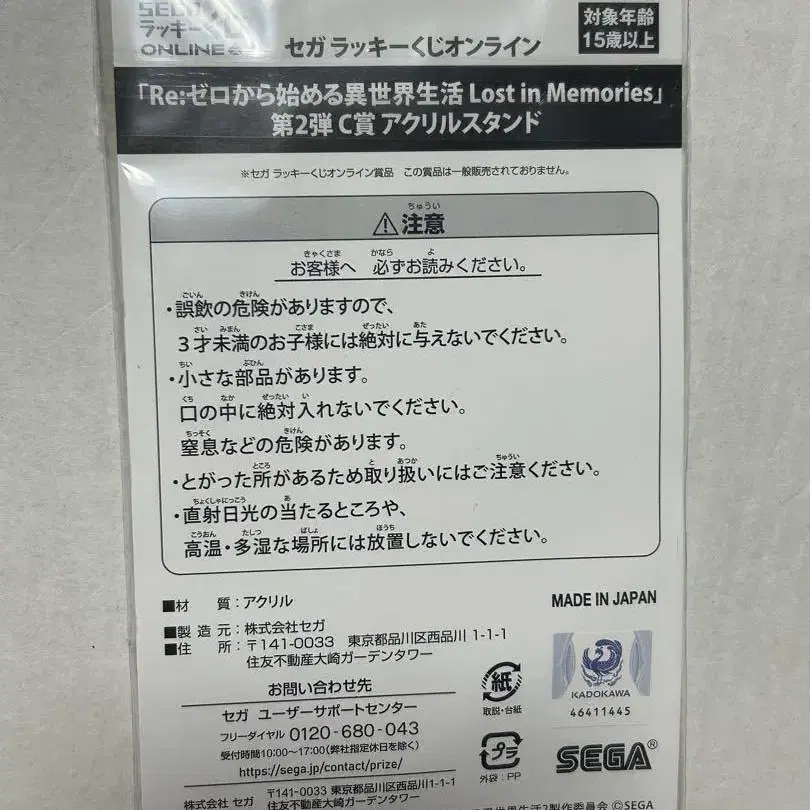 SEGA
ラッキーくじ
ONLINE
セガ ラッキーくじオンライン
対象年齢
15歳以上
「Re:ゼロから始める異世界生活 Lost in Memories」
第2弾 C賞 アクリルスタンド
※セガ ラッキーくじオンライン賞品 この賞品は一般販売されておりません。
ちゅうい
⚠注意
きゃくさま かなら よ
お客様へ 必ずお読みください。
ごいん きけん
・誤飲の危険がありますので、
さい みまん こさま ぜったい あた
3才未満のお子様には絶対に与えないでください。
ちい ぶひん
・小さな部品があります。
くち なか ぜったい い
口の中に絶対入れないでください。
ちっそく きけん
窒息などの危険があります。
ところ と あつか ちゅうい
・とがった所があるため取り扱いにはご注意ください。
ちょくしゃにっこう あ
・直射日光の当たるところや、
こうおん たしつ ばしょ ほうち
高温・多湿な場所には放置しないでください。
■材 質:アクリル
MADE IN JAPAN
■製造元:株式会社セガ
■住 所:〒141-0033 東京都品川区西品川 1-1-1
住友不動産大崎ガーデンタワー
お問い合わせ先
セガ ユーザーサポートセンター
フリーダイヤル 0120-680-043
受付時間10:00~17:00(弊社指定休日を除く)
https://sega.jp/contact/prize/
株式会社 セガ 〒141-0033 東京都品川区西品川1-1-1
住友不動産大崎ガーデンタワー
紙
取説・台紙
プラ
外袋:PP
KADOKAWA
46411445
SEGA®
異世界生活2製作委員会 ©SEGA